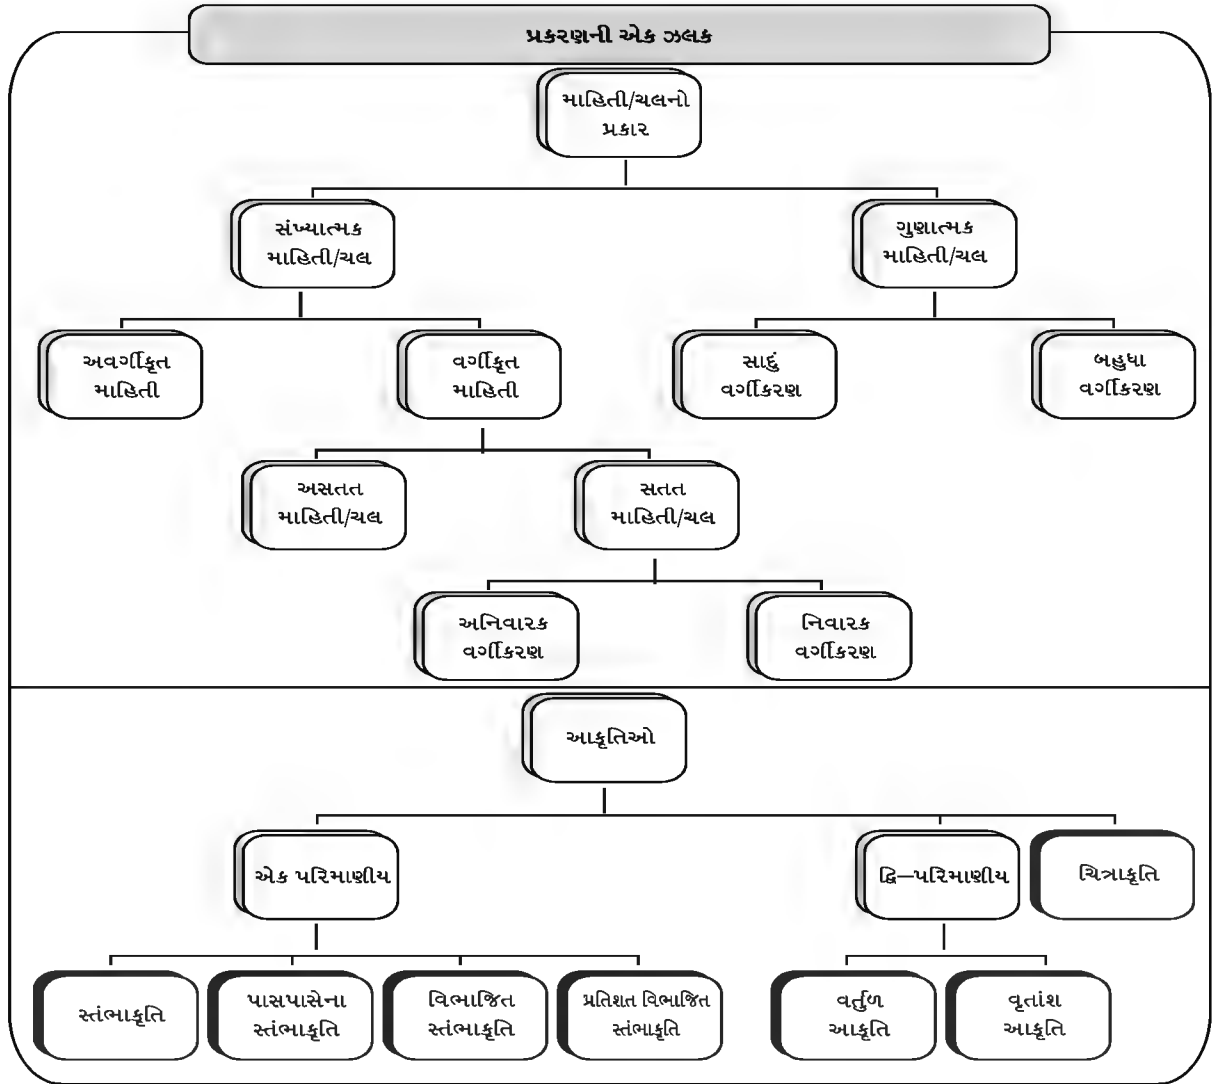 પ્રકરણની એક ઝલક
માહિતી/ચલનો
પ્રકાર
સંખ્યાત્મક
માહિતી/ચલ
ગુણાત્મક
માહિતી/ચલ
અવર્ગીકૃત
માહિતી
વર્ગીકૃત
માહિતી
સાદું
વર્ગીકરણ
બહુધા
વર્ગીકરણ
અસતત
માહિતી/ચલ
સતત
માહિતી/ચલ
અનિવારક
વર્ગીકરણ
નિવારક
વર્ગીકરણ
આકૃતિઓ
એક પરિમાણીય
દ્વિ–પરિમાણીય
ચિત્રાકૃતિ
સ્તંભાકૃતિ
પાસપાસેના
સ્તંભાકૃતિ
વિભાજિત
સ્તંભાકૃતિ
પ્રતિશત વિભાજિત
સ્તંભાકૃતિ
વર્તુળ
આકૃતિ
વૃતાંશ
આકૃતિ